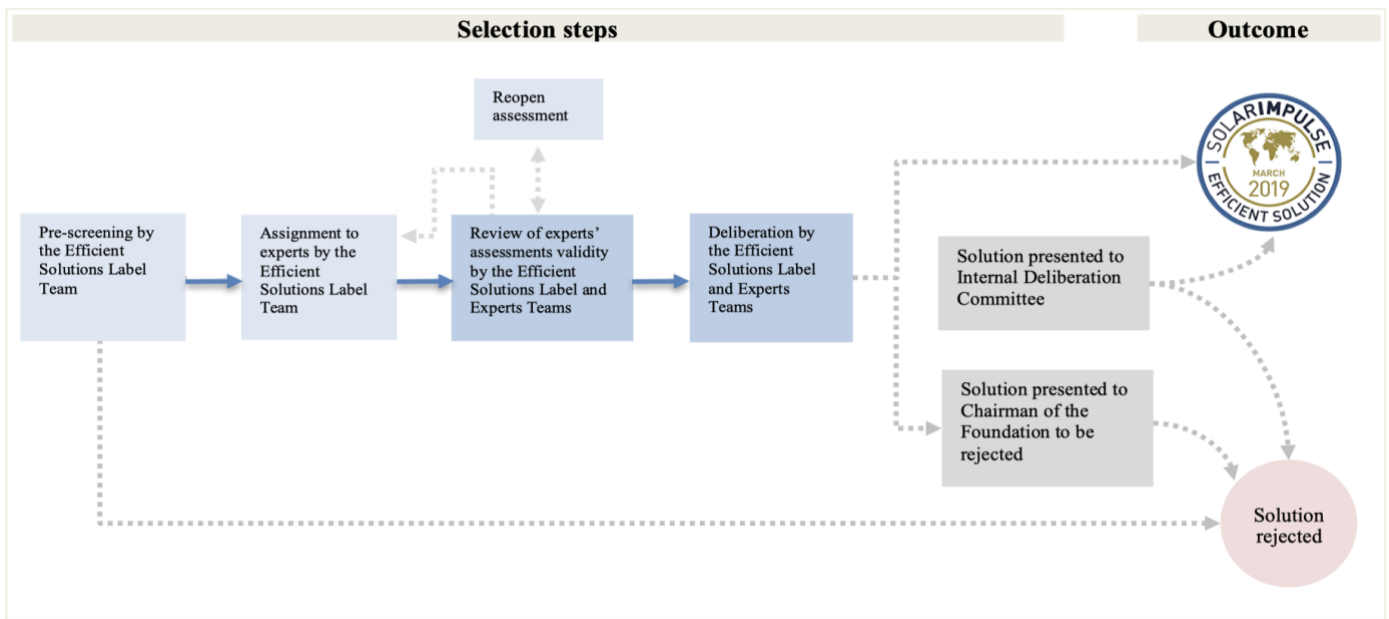 Selection steps
Outcome
Reopen
assessment
SOLARIMPULSE
MARCH
2019
EFFICIENT SOLUTION
Pre-screening by
the Efficient
Solutions Label
Team
Assignment to
experts by the
Efficient
Solutions Label
Team
Review of experts’
assessments validity
by the Efficient
Solutions Label and
Experts Teams
Deliberation by
the Efficient
Solutions Label
and Experts
Teams
Solution presented to
Internal Deliberation
Committee
Solution presented to
Chairman of the
Foundation to be
rejected
Solution
rejected